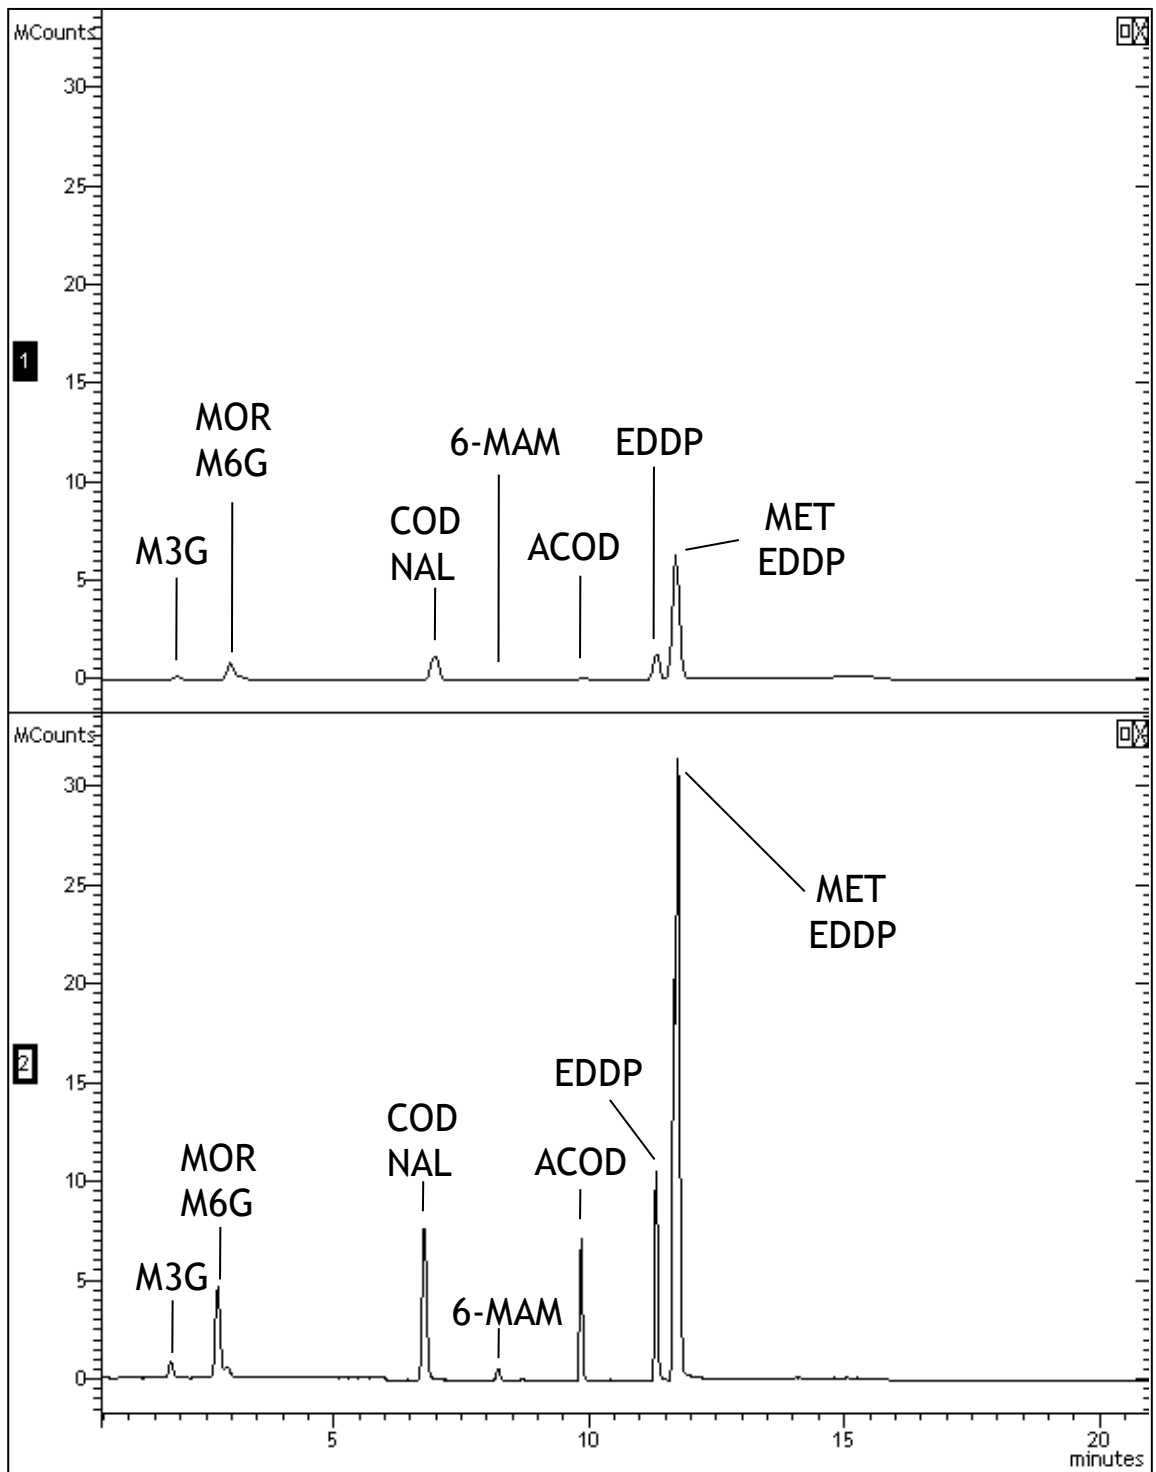 MCounts
30
25
20
15
10
5
0
1
MOR
M6G
M3G
COD
NAL
6-MAM
ACOD
EDDP
MET
EDDP
MCounts
30
25
20
15
10
5
0
2
MET
EDDP
EDDP
COD
NAL
ACOD
MOR
M6G
M3G
6-MAM
5
10
15
20
minutes